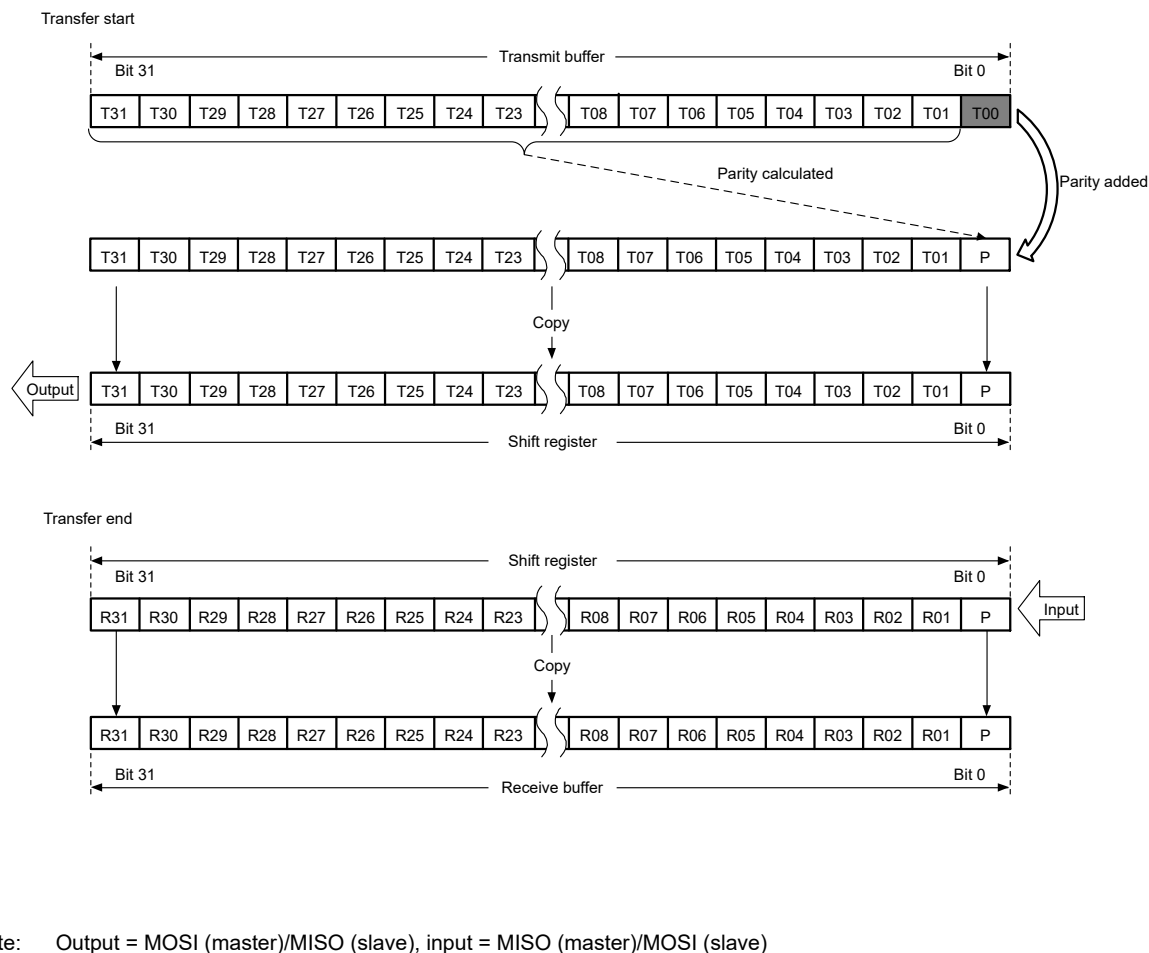 Transfer start
Transmit buffer
Bit 31 Bit 0
T31 T30 T29 T28 T27 T26 T25 T24 T23 T08 T07 T06 T05 T04 T03 T02 T01 T00
Parity calculated
Parity added
T31 T30 T29 T28 T27 T26 T25 T24 T23 T08 T07 T06 T05 T04 T03 T02 T01 P
Copy
Output T31 T30 T29 T28 T27 T26 T25 T24 T23 T08 T07 T06 T05 T04 T03 T02 T01 P
Bit 31 Bit 0
Shift register
Transfer end
Shift register
Bit 31 Bit 0
R31 R30 R29 R28 R27 R26 R25 R24 R23 R08 R07 R06 R05 R04 R03 R02 R01 P Input
Copy
R31 R30 R29 R28 R27 R26 R25 R24 R23 R08 R07 R06 R05 R04 R03 R02 R01 P
Bit 31 Bit 0
Receive buffer
te: Output = MOSI (master)/MISO (slave), input = MISO (master)/MOSI (slave)